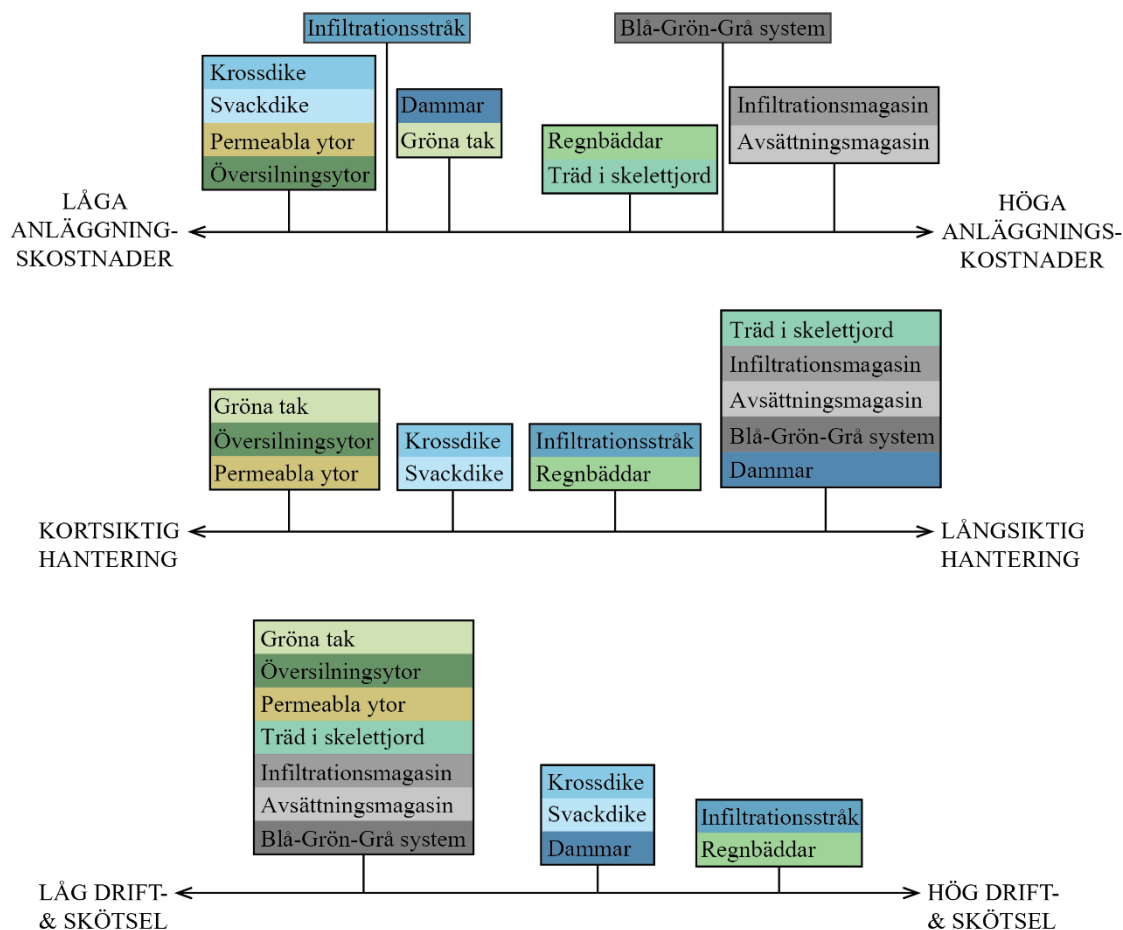 Infiltrationsstråk
Blå-Grön-Grå system
Krossdike
Svackdike
Permeabla ytor
Översilningsytor
Dammar
Gröna tak
Regnbäddar
Träd i skelettjord
Infiltrationsmagasin
Avsättningsmagasin
LÅGA
ANLÄGGNING-
SKOSTNADER
HÖGA
ANLÄGGNINGS-
KOSTNADER
Gröna tak
Översilningsytor
Permeabla ytor
Krossdike
Svackdike
Infiltrationsstråk
Regnbäddar
Träd i skelettjord
Infiltrationsmagasin
Avsättningsmagasin
Blå-Grön-Grå system
Dammar
KORTSIKTIG
HANTERING
LÅNGSIKTIG
HANTERING
Gröna tak
Översilningsytor
Permeabla ytor
Träd i skelettjord
Infiltrationsmagasin
Avsättningsmagasin
Blå-Grön-Grå system
Krossdike
Svackdike
Dammar
Infiltrationsstråk
Regnbäddar
LÅG DRIFT-
& SKÖTSEL
HÖG DRIFT-
& SKÖTSEL